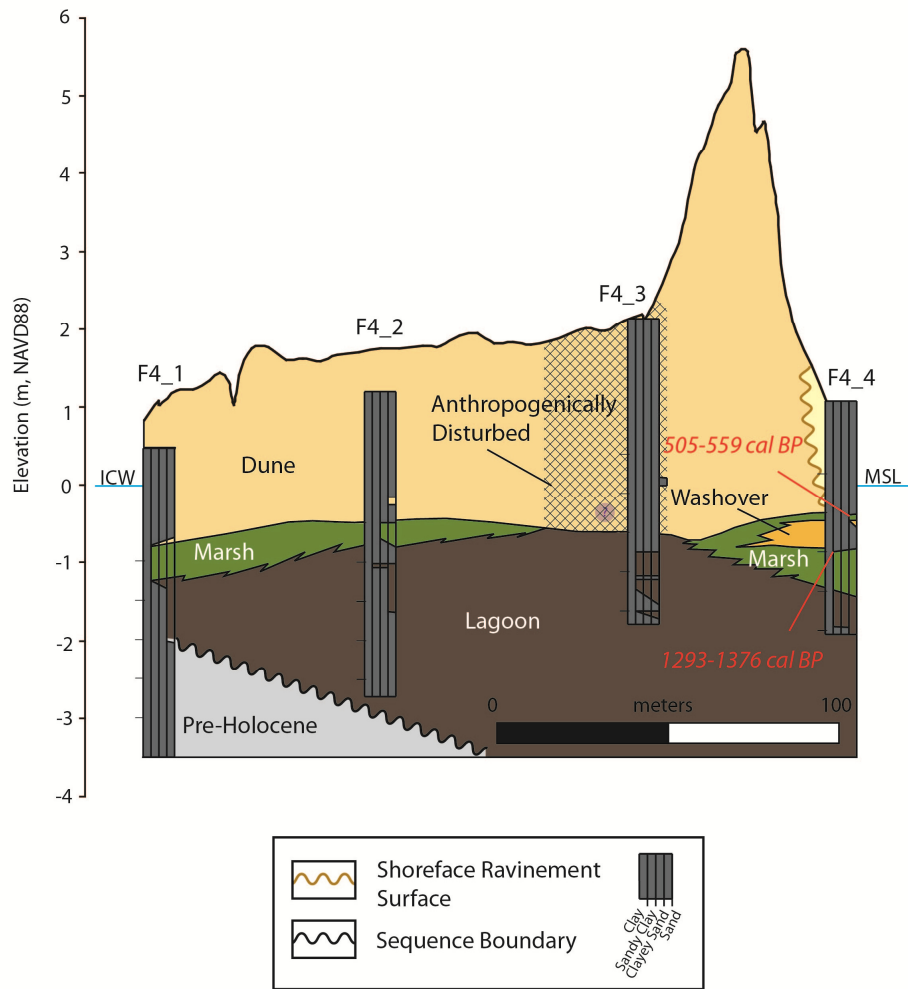 6
5
4
3
2
1
0
-1
-2
-3
-4
Elevation (m, NAVD88)
F4_1
F4_2
F4_3
F4_4
ICW
MSL
Anthropogenically
Disturbed
505-559 cal BP
Dune
Washover
Marsh
Marsh
Lagoon
1293-1376 cal BP
Pre-Holocene
0 meters 100
Shoreface Ravinement
Surface
Sequence Boundary
Clay
Sandy Clay
Clayey Sand
Sand